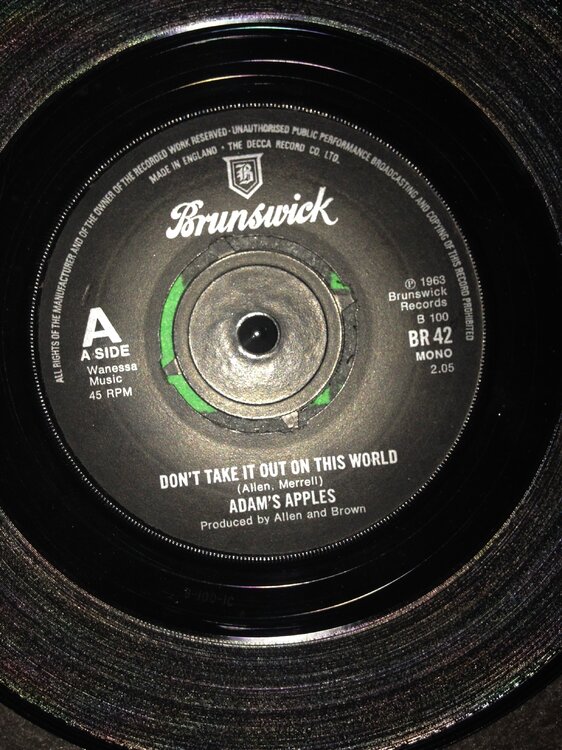 ALL RIGHTS OF THE MANUFACTURER AND OF THE OWNER OF THE RECORDED WORK RESERVED · UNAUTHORISED PUBLIC PERFORMANCE BROADCASTING AND COPYING OF THIS RECORD PROHIBITED
MADE IN ENGLAND · THE DECCA RECORD CO. LTD.
B
Brunswick
A
A-SIDE
Wanessa
Music
45 RPM
℗ 1963
Brunswick
Records
B 100
BR 42
MONO
2.05
DON'T TAKE IT OUT ON THIS WORLD
(Allen, Merrell)
ADAM'S APPLES
Produced by Allen and Brown